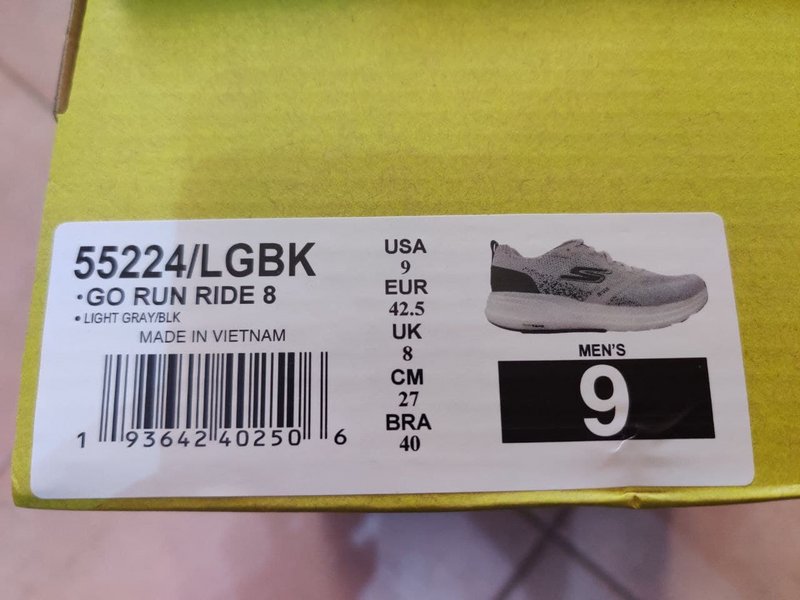 55224/LGBK
•GO RUN RIDE 8
• LIGHT GRAY/BLK
MADE IN VIETNAM
1 93642 40250 6
USA
9
EUR
42.5
UK
8
CM
27
BRA
40
MEN'S
9